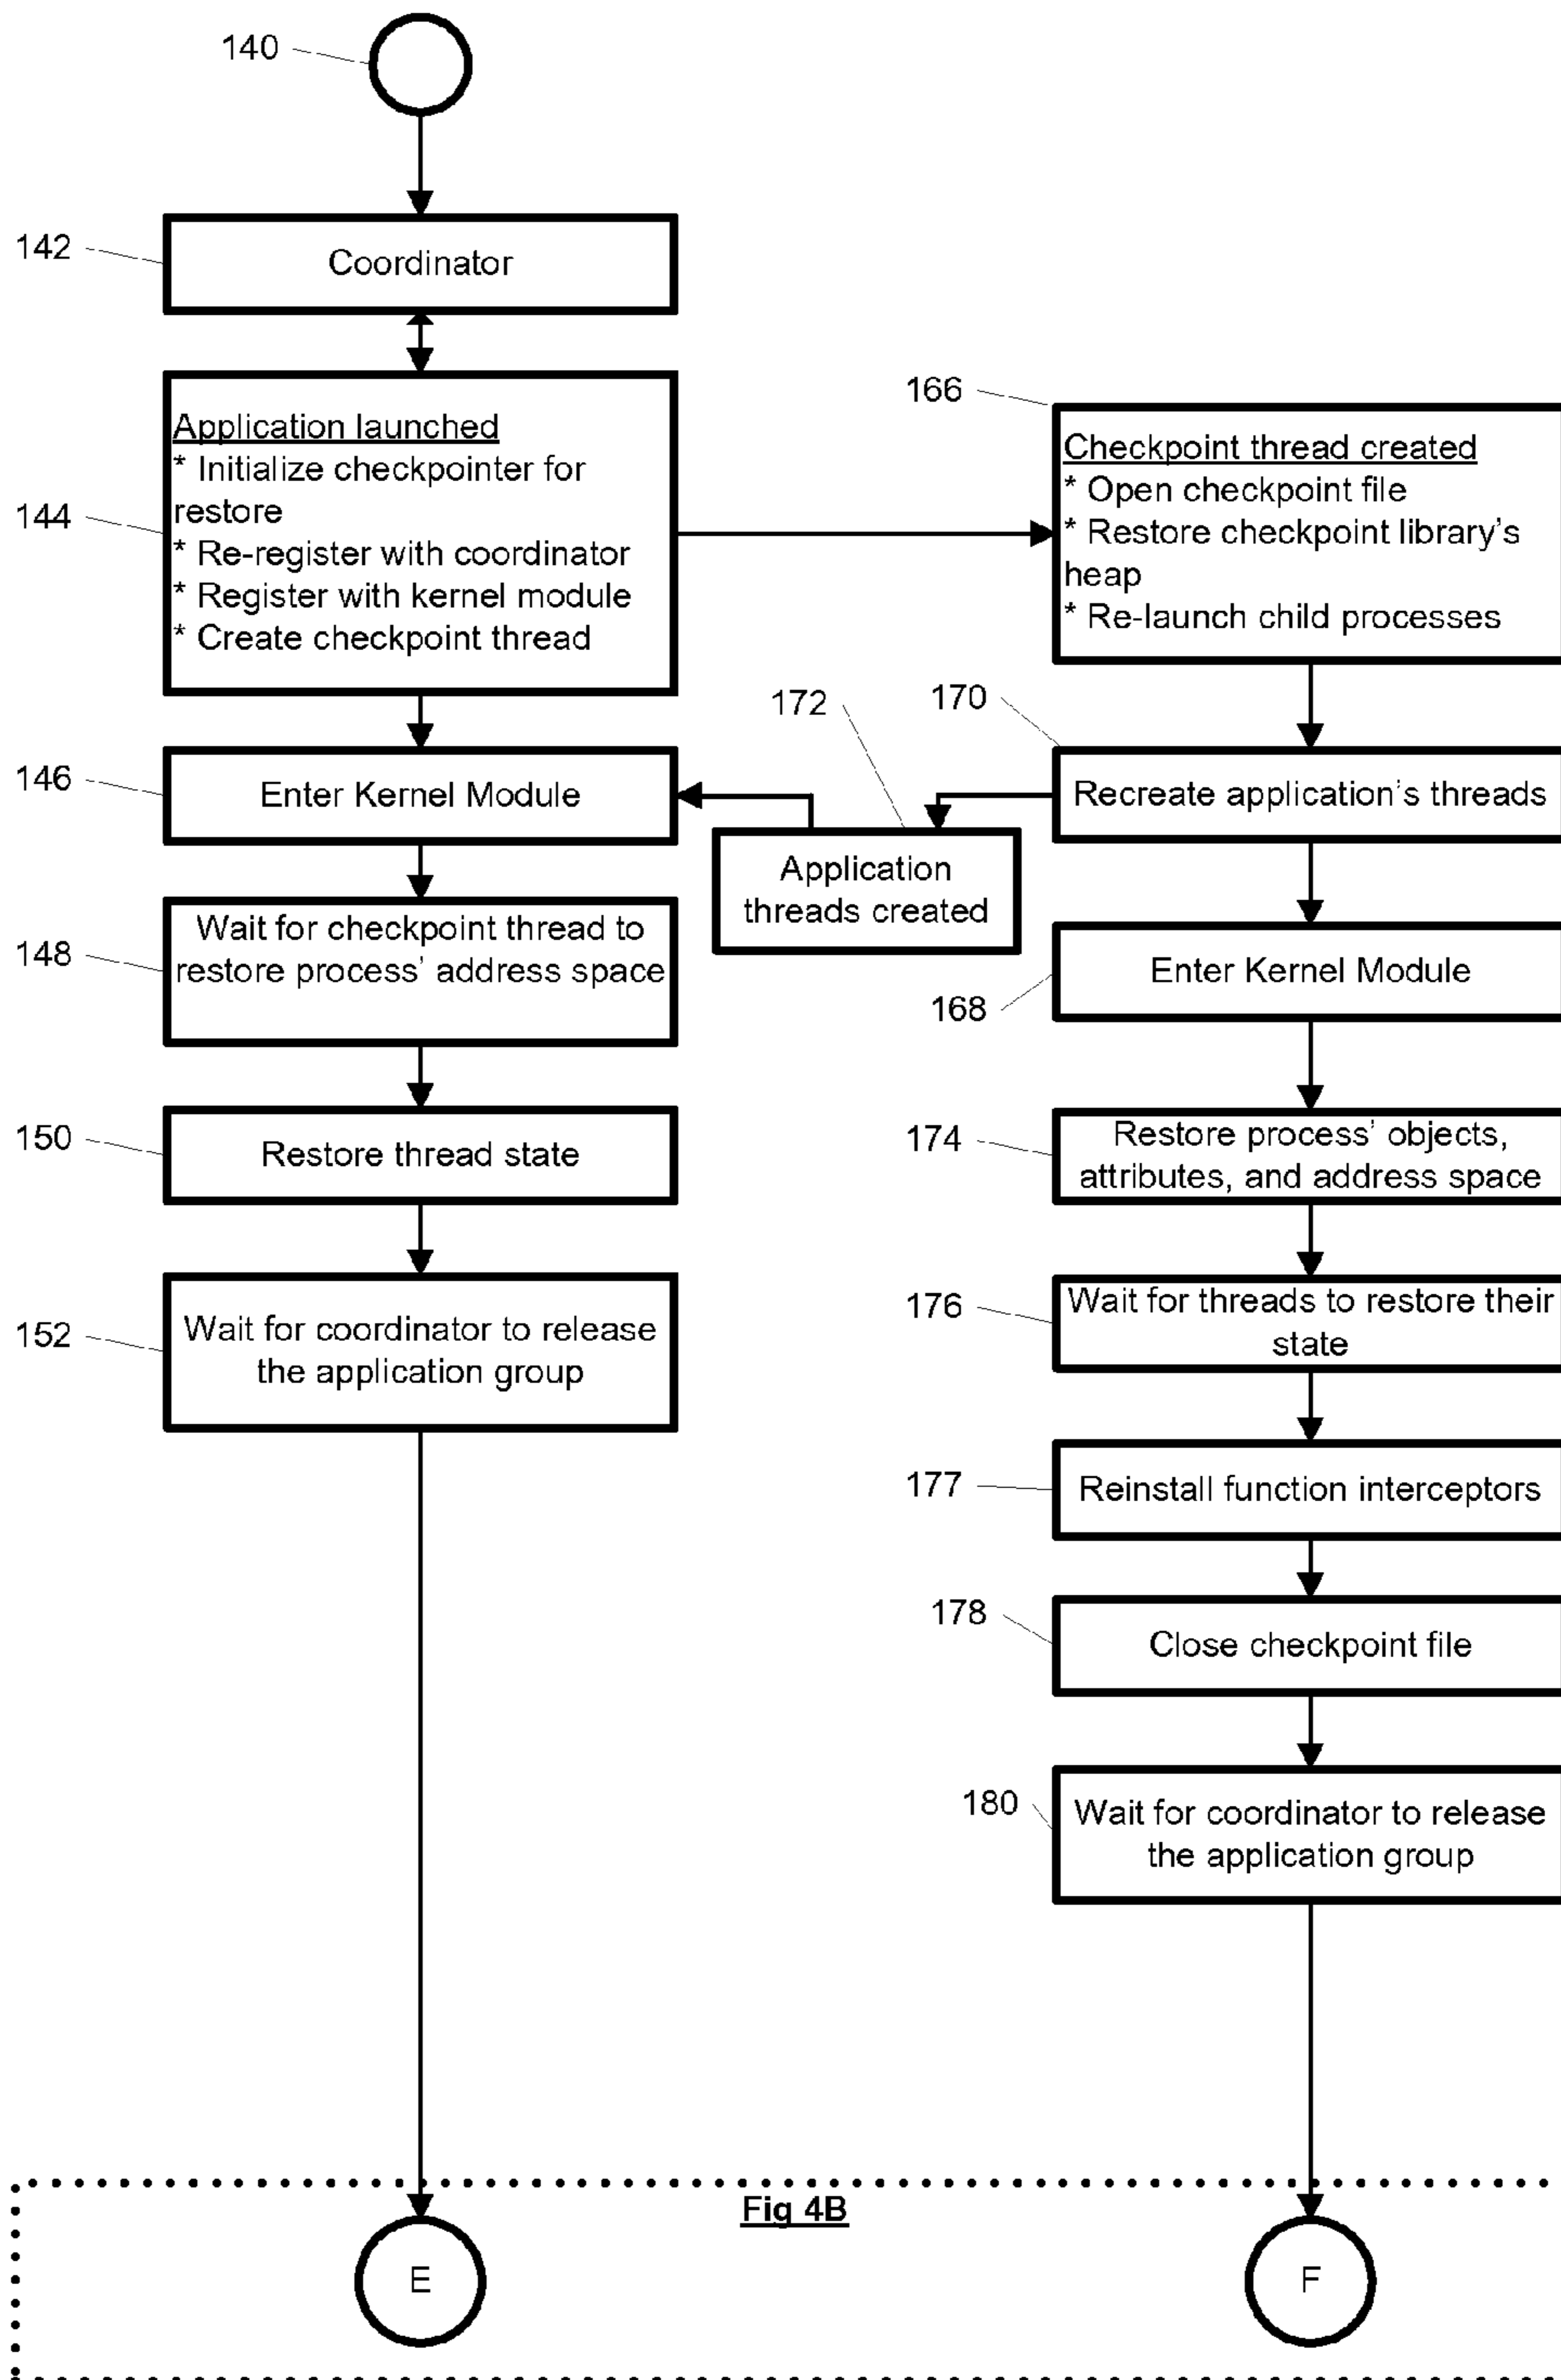 140
142
Coordinator
144
Application launched
* Initialize checkpointer for
restore
* Re-register with coordinator
* Register with kernel module
* Create checkpoint thread
166
Checkpoint thread created
* Open checkpoint file
* Restore checkpoint library's
heap
* Re-launch child processes
146
Enter Kernel Module
172
Application
threads created
170
Recreate application's threads
148
Wait for checkpoint thread to
restore process' address space
168
Enter Kernel Module
150
Restore thread state
174
Restore process' objects,
attributes, and address space
152
Wait for coordinator to release
the application group
176
Wait for threads to restore their
state
177
Reinstall function interceptors
178
Close checkpoint file
180
Wait for coordinator to release
the application group
Fig 4B
E
F